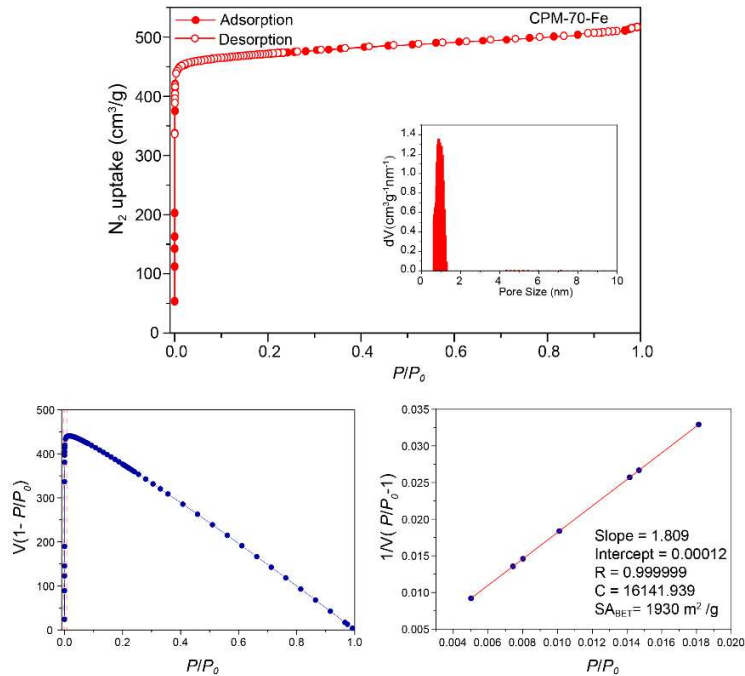 Adsorption
Desorption
CPM-70-Fe
500
450
300
200
100
50
0
N₂ uptake (cm³/g)
0.0 0.2 0.4 0.6 0.8 1.0
P/P₀
1.4
1.2
1.0
0.8
0.6
0.4
0.2
0.0
dV(cm³g⁻¹nm⁻¹)
0 2 4 6 8 10
Pore Size (nm)
500
400
300
200
100
0
V(1- P/P₀)
0.0 0.2 0.4 0.6 0.8 1.0
P/P₀
0.035
0.030
0.025
0.020
0.015
0.010
0.005
1/V( P/P₀-1)
Slope = 1.809
Intercept = 0.00012
R = 0.999999
C = 16141.939
SA_BET= 1930 m² /g
0.004 0.006 0.008 0.010 0.012 0.014 0.016 0.018 0.020
P/P₀